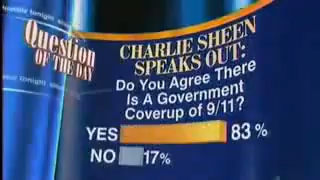 Question
OF THE DAY
CHARLIE SHEEN
SPEAKS OUT:
Do You Agree There
Is A Government
Coverup of 9/11?
YES 83%
NO 17%